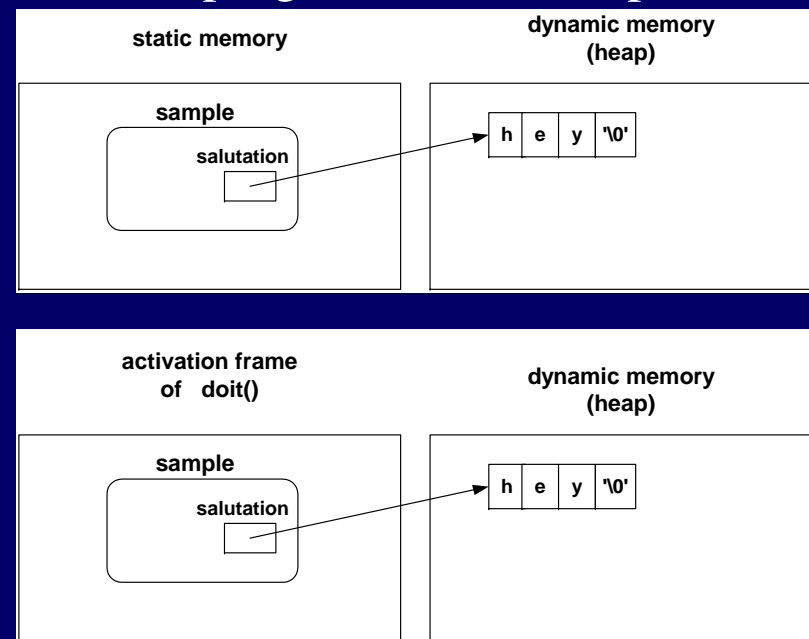 static memory
dynamic memory
(heap)
sample
salutation
h e y '\0'
activation frame
of doit()
dynamic memory
(heap)
sample
salutation
h e y '\0'